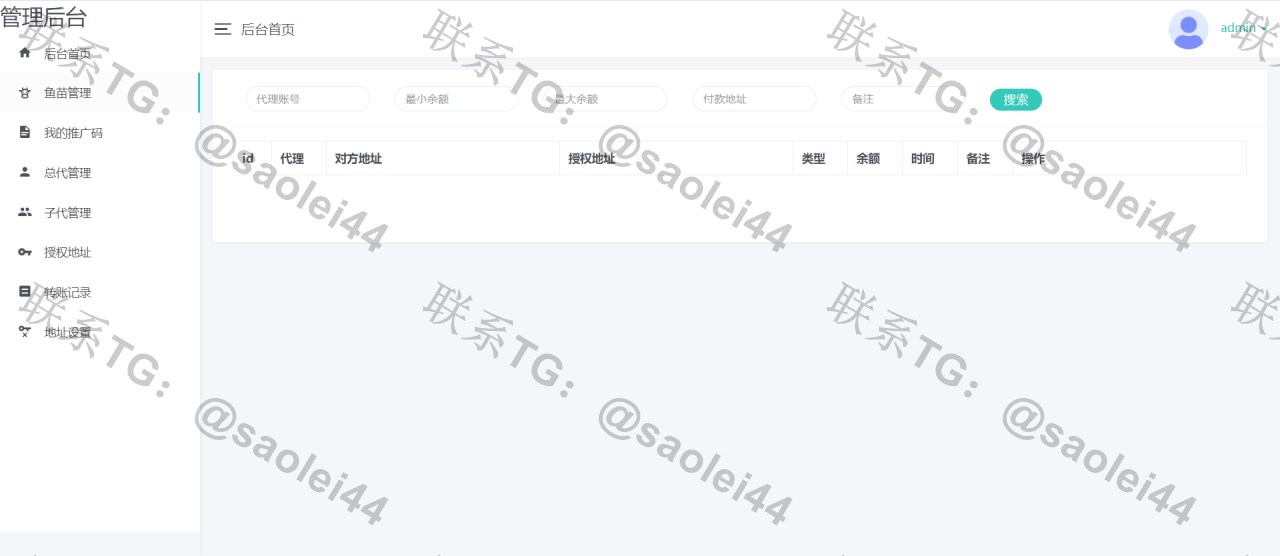 管理后台
后台首页
admin
后台首页
鱼苗管理
我的推广码
总代管理
子代管理
授权地址
转账记录
地址设置
代理账号 最小余额 最大余额 付款地址 备注 搜索
id 代理 对方地址 授权地址 类型 余额 时间 备注 操作
联系TG：@saolei44
联系TG：@saolei44
联系TG：@saolei44
联
联系TG：@saolei44
联系TG：@saolei44
联系TG：@saolei44
联